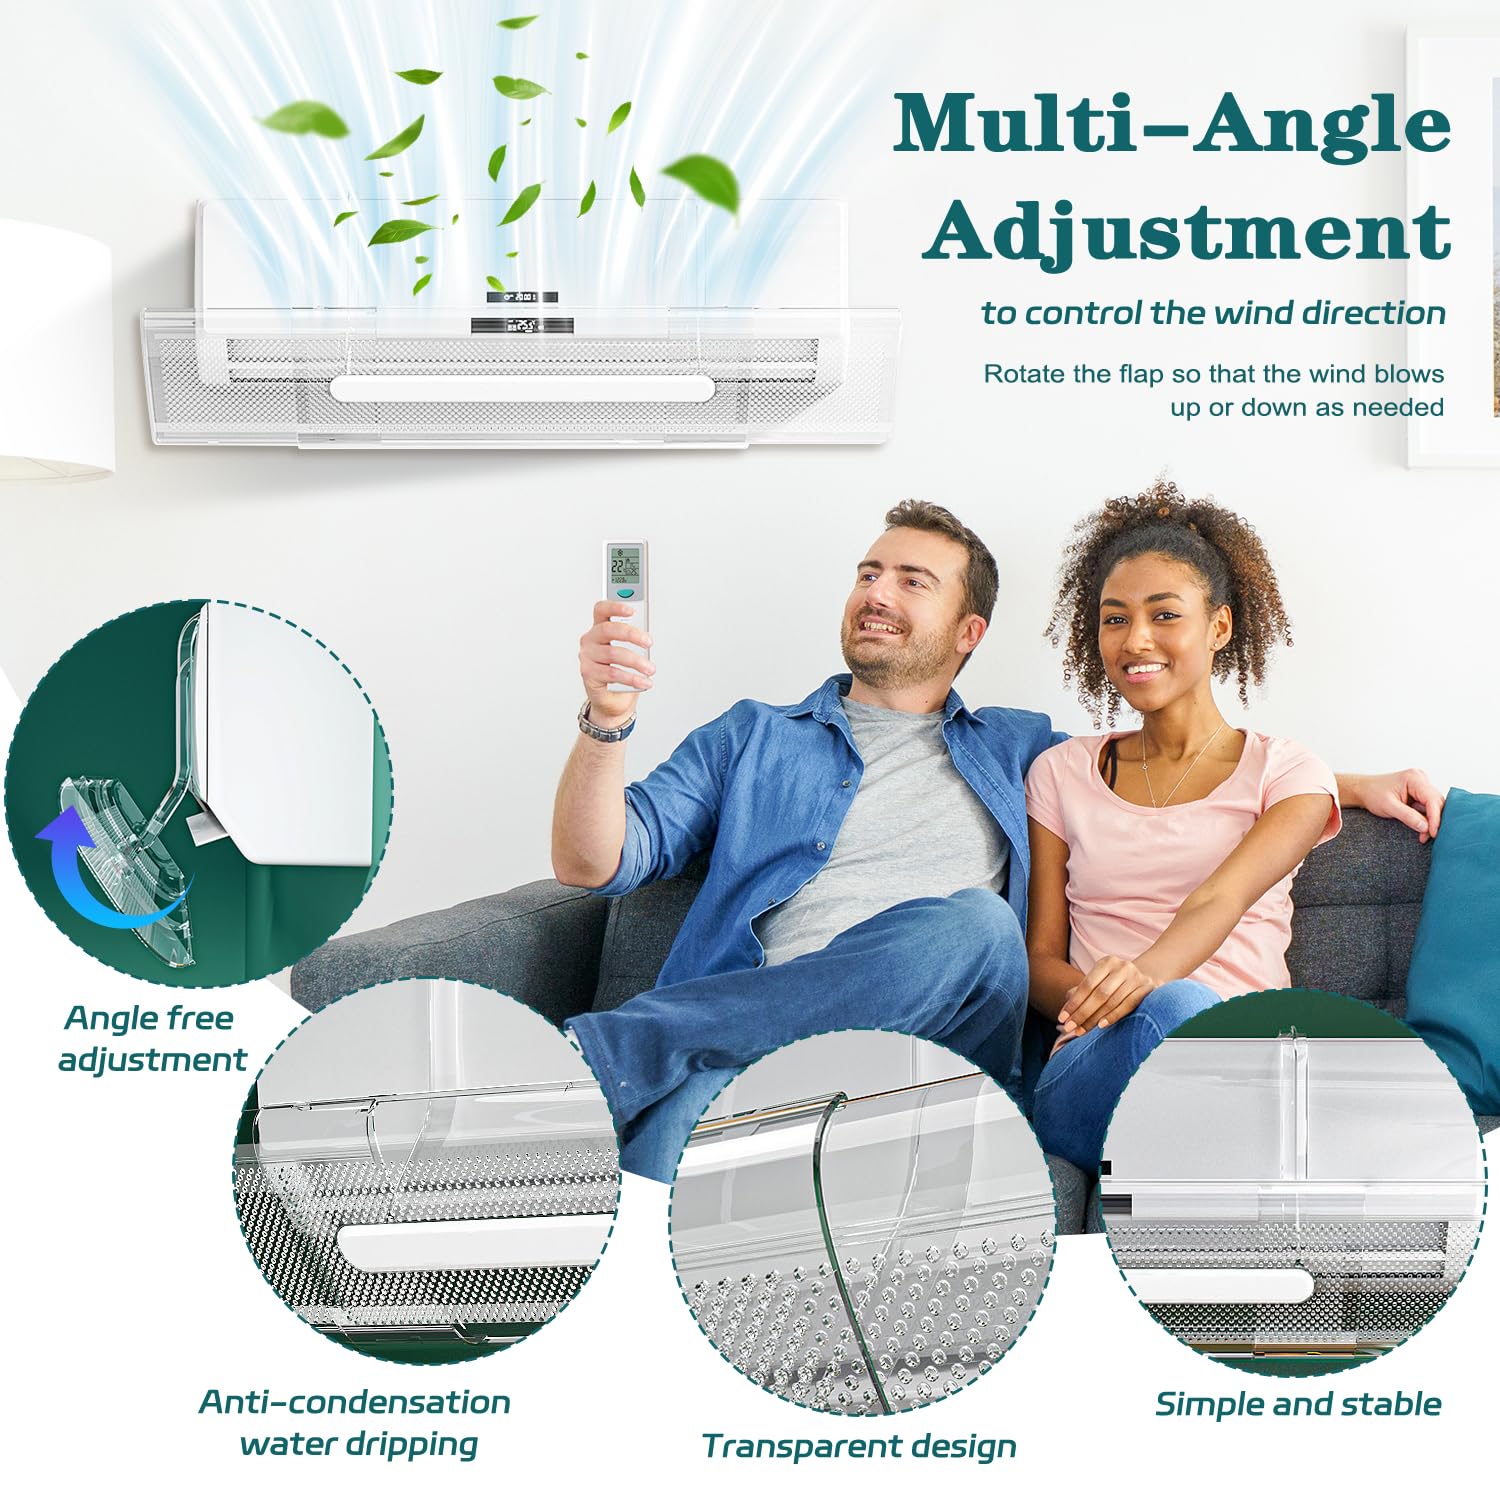 Multi-Angle
Adjustment
to control the wind direction
Rotate the flap so that the wind blows
up or down as needed
22
Angle free
adjustment
Anti-condensation
water dripping
Transparent design
Simple and stable